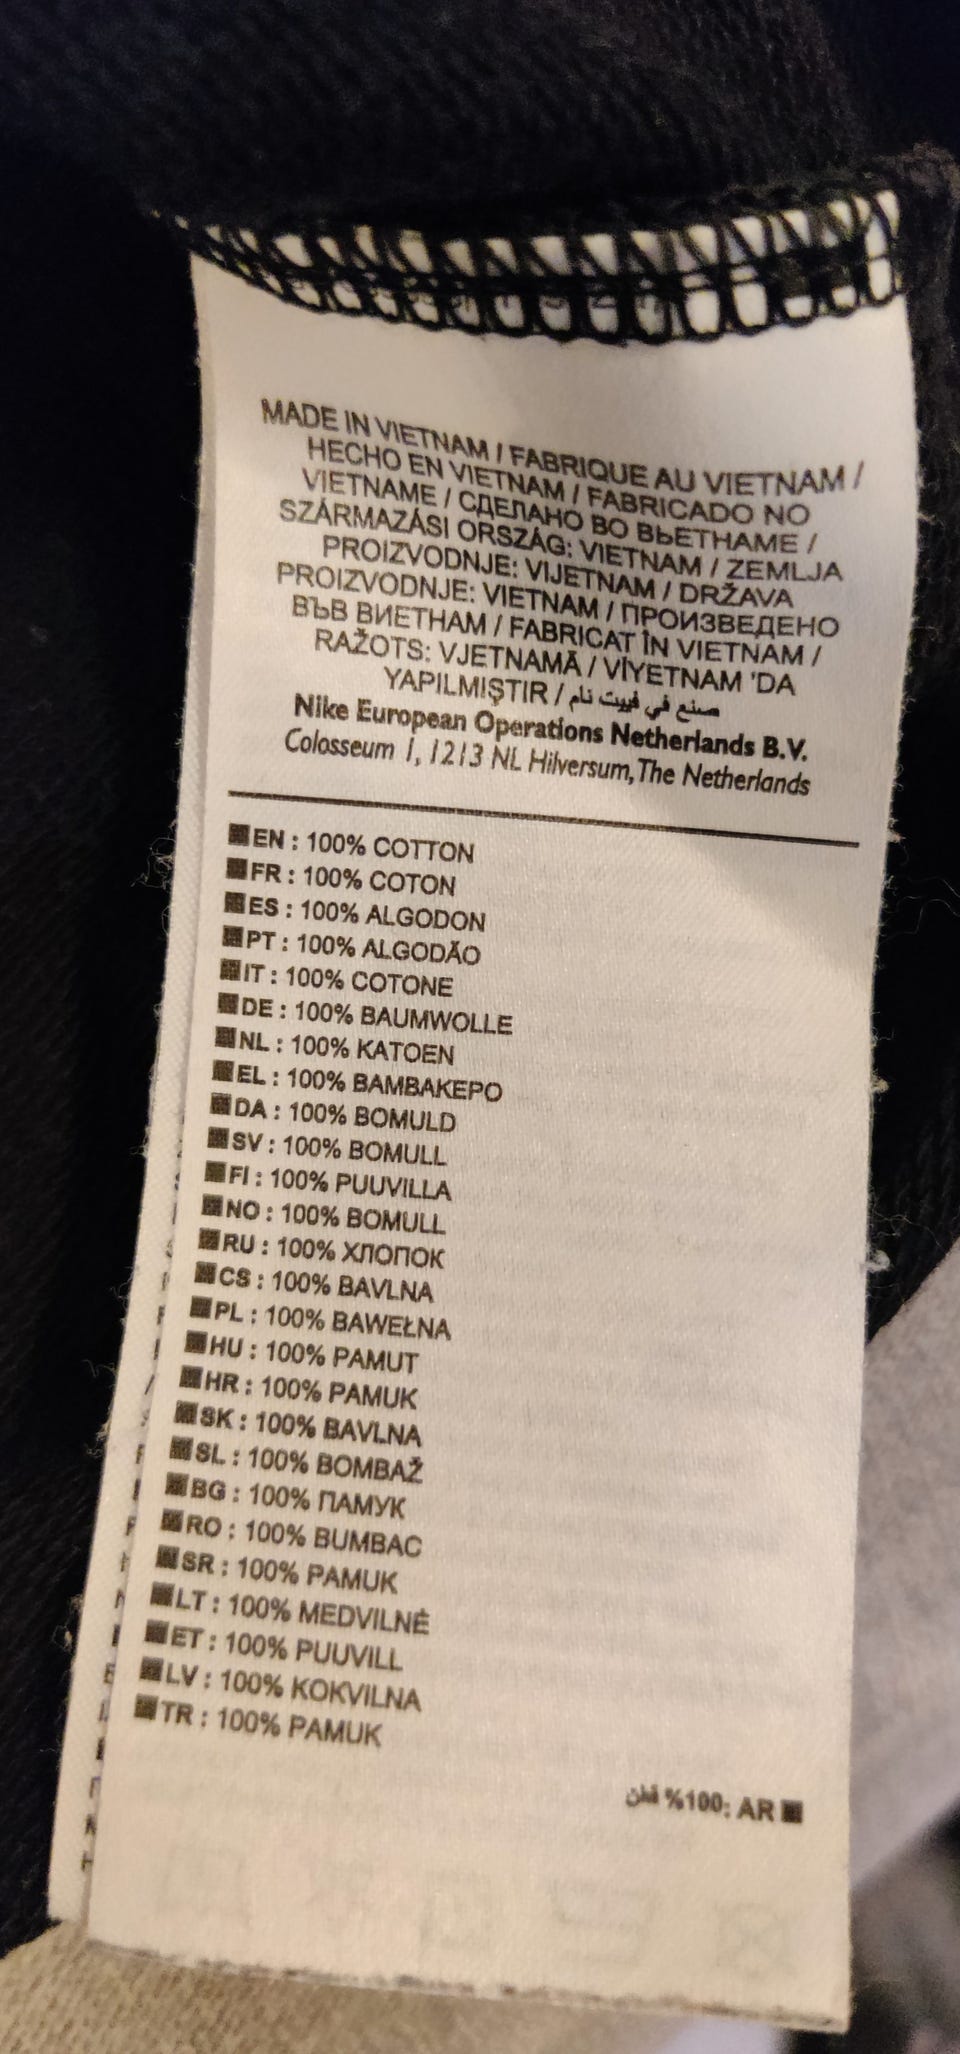 MADE IN VIETNAM / FABRIQUE AU VIETNAM /
HECHO EN VIETNAM / FABRICADO NO
VIETNAME / СДЕЛАНО ВО ВЬЕТНАМЕ /
SZÁRMAZÁSI ORSZÁG: VIETNAM / ZEMLJA
PROIZVODNJE: VIJETNAM / DRŽAVA
PROIZVODNJE: VIETNAM / ПРОИЗВЕДЕНО
ВЪВ ВИЕТНАМ / FABRICAT ÎN VIETNAM /
RAŽOTS: VJETNAMĀ / VİYETNAM 'DA
YAPILMIŞTIR / صنع في فييت نام
Nike European Operations Netherlands B.V.
Colosseum 1, 1213 NL Hilversum, The Netherlands
EN : 100% COTTON
FR : 100% COTON
ES : 100% ALGODON
PT : 100% ALGODÃO
IT : 100% COTONE
DE : 100% BAUMWOLLE
NL : 100% KATOEN
EL : 100% ΒΑΜΒΑΚΕΡΟ
DA : 100% BOMULD
SV : 100% BOMULL
FI : 100% PUUVILLA
NO : 100% BOMULL
RU : 100% ХЛОПОК
CS : 100% BAVLNA
PL : 100% BAWEŁNA
HU : 100% PAMUT
HR : 100% PAMUK
SK : 100% BAVLNA
SL : 100% BOMBAŽ
BG : 100% ПАМУК
RO : 100% BUMBAC
SR : 100% PAMUK
LT : 100% MEDVILNĖ
ET : 100% PUUVILL
LV : 100% KOKVILNA
TR : 100% PAMUK
قطن %100: AR